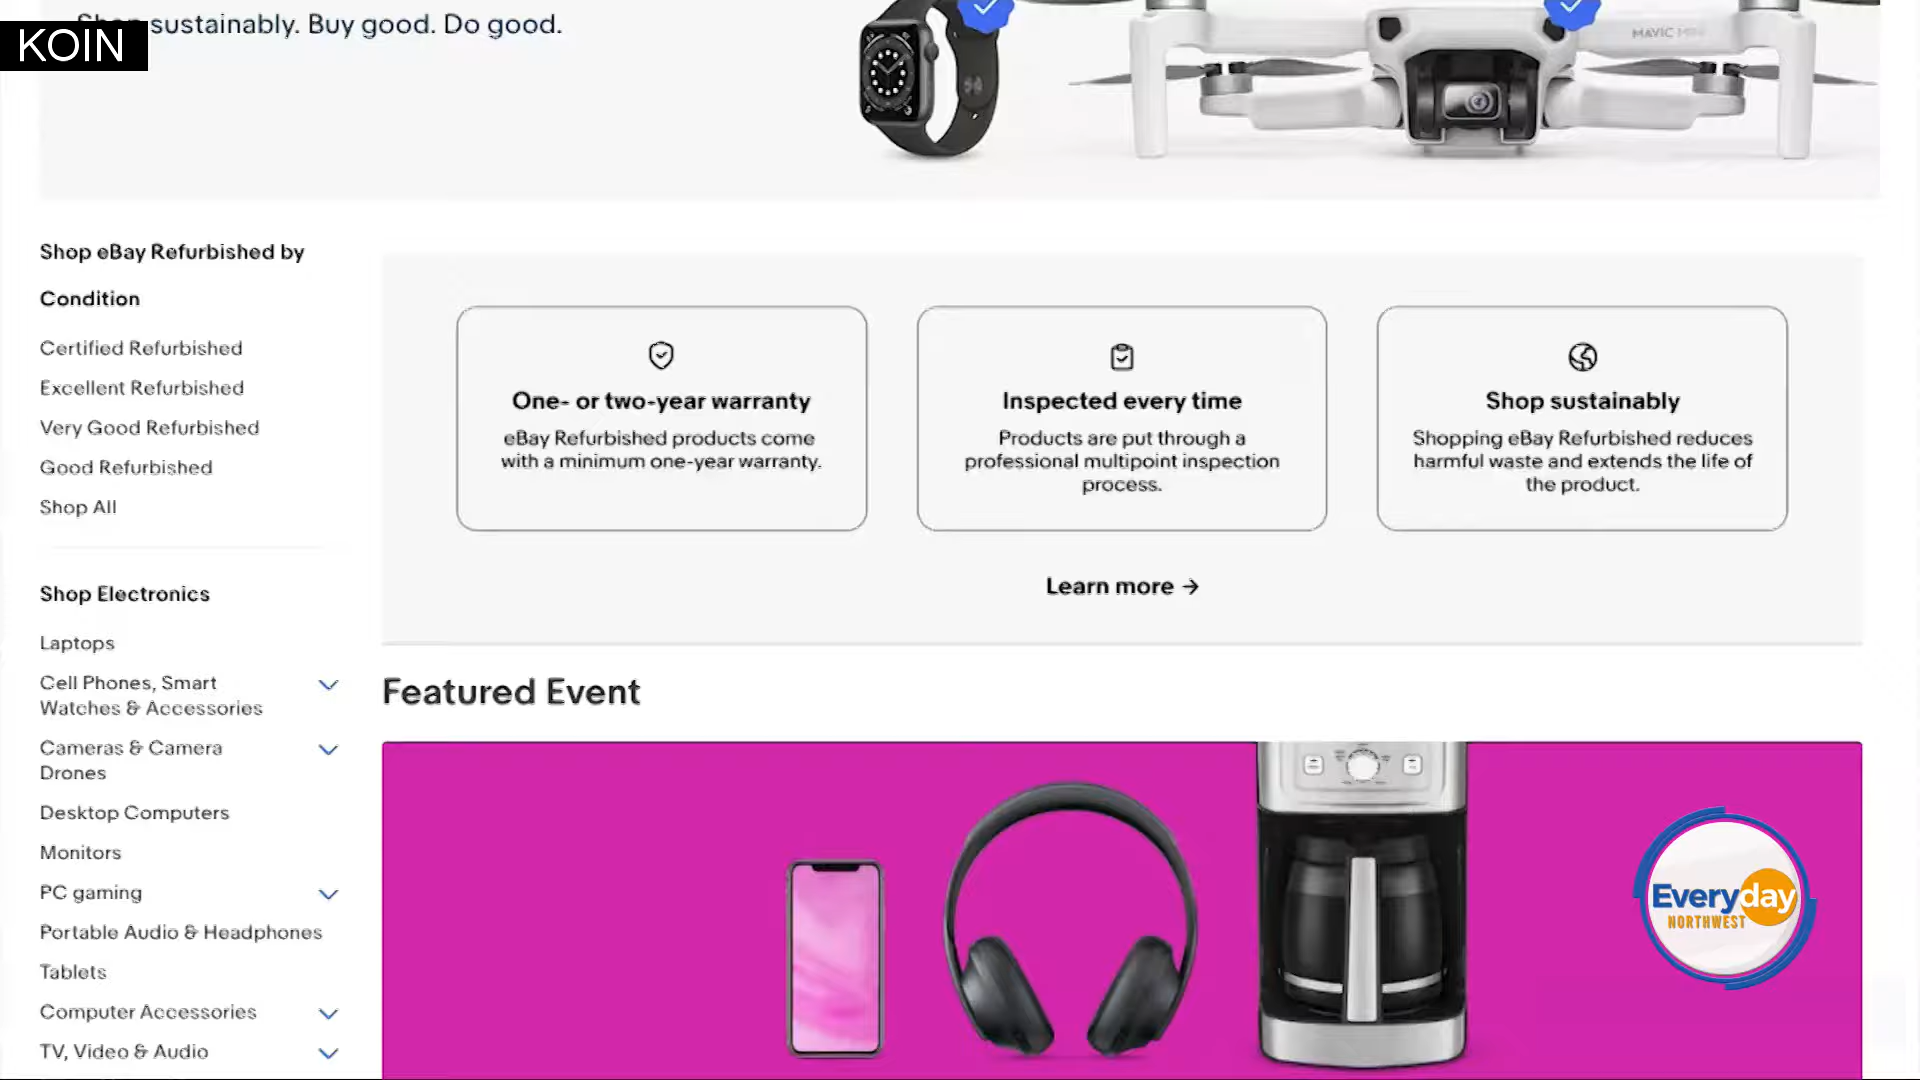 Shop sustainably. Buy good. Do good.
KOIN
MAVIC MINI
Shop eBay Refurbished by
Condition
Certified Refurbished
Excellent Refurbished
Very Good Refurbished
Good Refurbished
Shop All
One- or two-year warranty
eBay Refurbished products come
with a minimum one-year warranty.
Inspected every time
Products are put through a
professional multipoint inspection
process.
Shop sustainably
Shopping eBay Refurbished reduces
harmful waste and extends the life of
the product.
Learn more →
Shop Electronics
Laptops
Cell Phones, Smart
Watches & Accessories
Cameras & Camera
Drones
Desktop Computers
Monitors
PC gaming
Portable Audio & Headphones
Tablets
Computer Accessories
TV, Video & Audio
Featured Event
Everyday
NORTHWEST